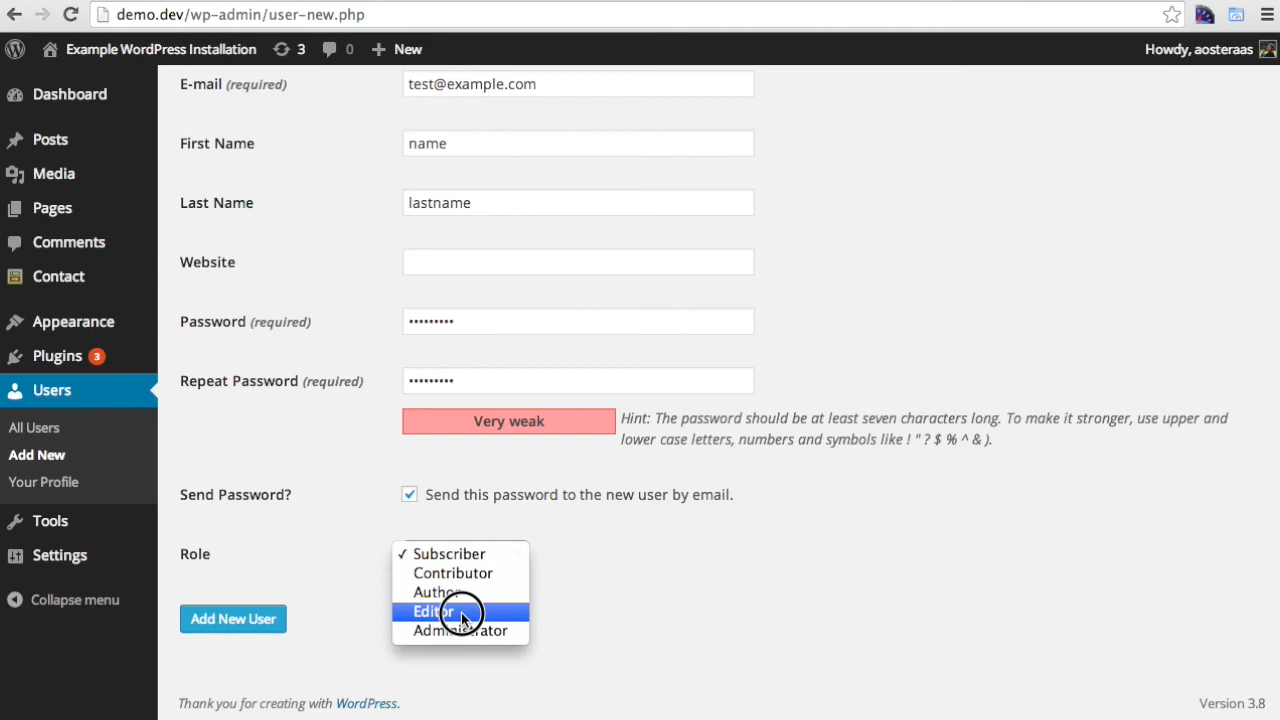 demo.dev/wp-admin/user-new.php
Example WordPress Installation 3 0 New Howdy, aosteraas
Dashboard
Posts
Media
Pages
Comments
Contact
Appearance
Plugins 3
Users
All Users
Add New
Your Profile
Tools
Settings
Collapse menu
E-mail (required) test@example.com
First Name name
Last Name lastname
Website
Password (required) •••••••••
Repeat Password (required) •••••••••
Very weak
Hint: The password should be at least seven characters long. To make it stronger, use upper and
lower case letters, numbers and symbols like ! " ? $ % ^ & ).
Send Password? Send this password to the new user by email.
Role
✓ Subscriber
Contributor
Author
Editor
Administrator
Add New User
Thank you for creating with WordPress.
Version 3.8